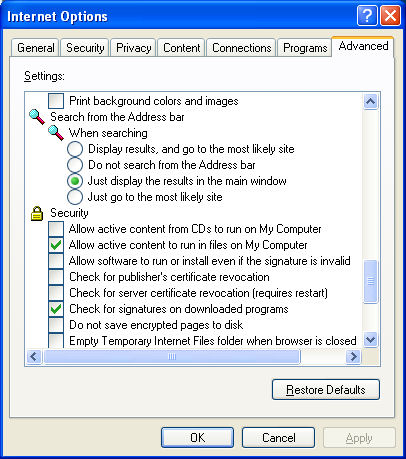 Internet Options
General Security Privacy Content Connections Programs Advanced
Settings:
Print background colors and images
Search from the Address bar
When searching
Display results, and go to the most likely site
Do not search from the Address bar
Just display the results in the main window
Just go to the most likely site
Security
Allow active content from CDs to run on My Computer
Allow active content to run in files on My Computer
Allow software to run or install even if the signature is invalid
Check for publisher's certificate revocation
Check for server certificate revocation (requires restart)
Check for signatures on downloaded programs
Do not save encrypted pages to disk
Empty Temporary Internet Files folder when browser is closed
Restore Defaults
OK Cancel Apply